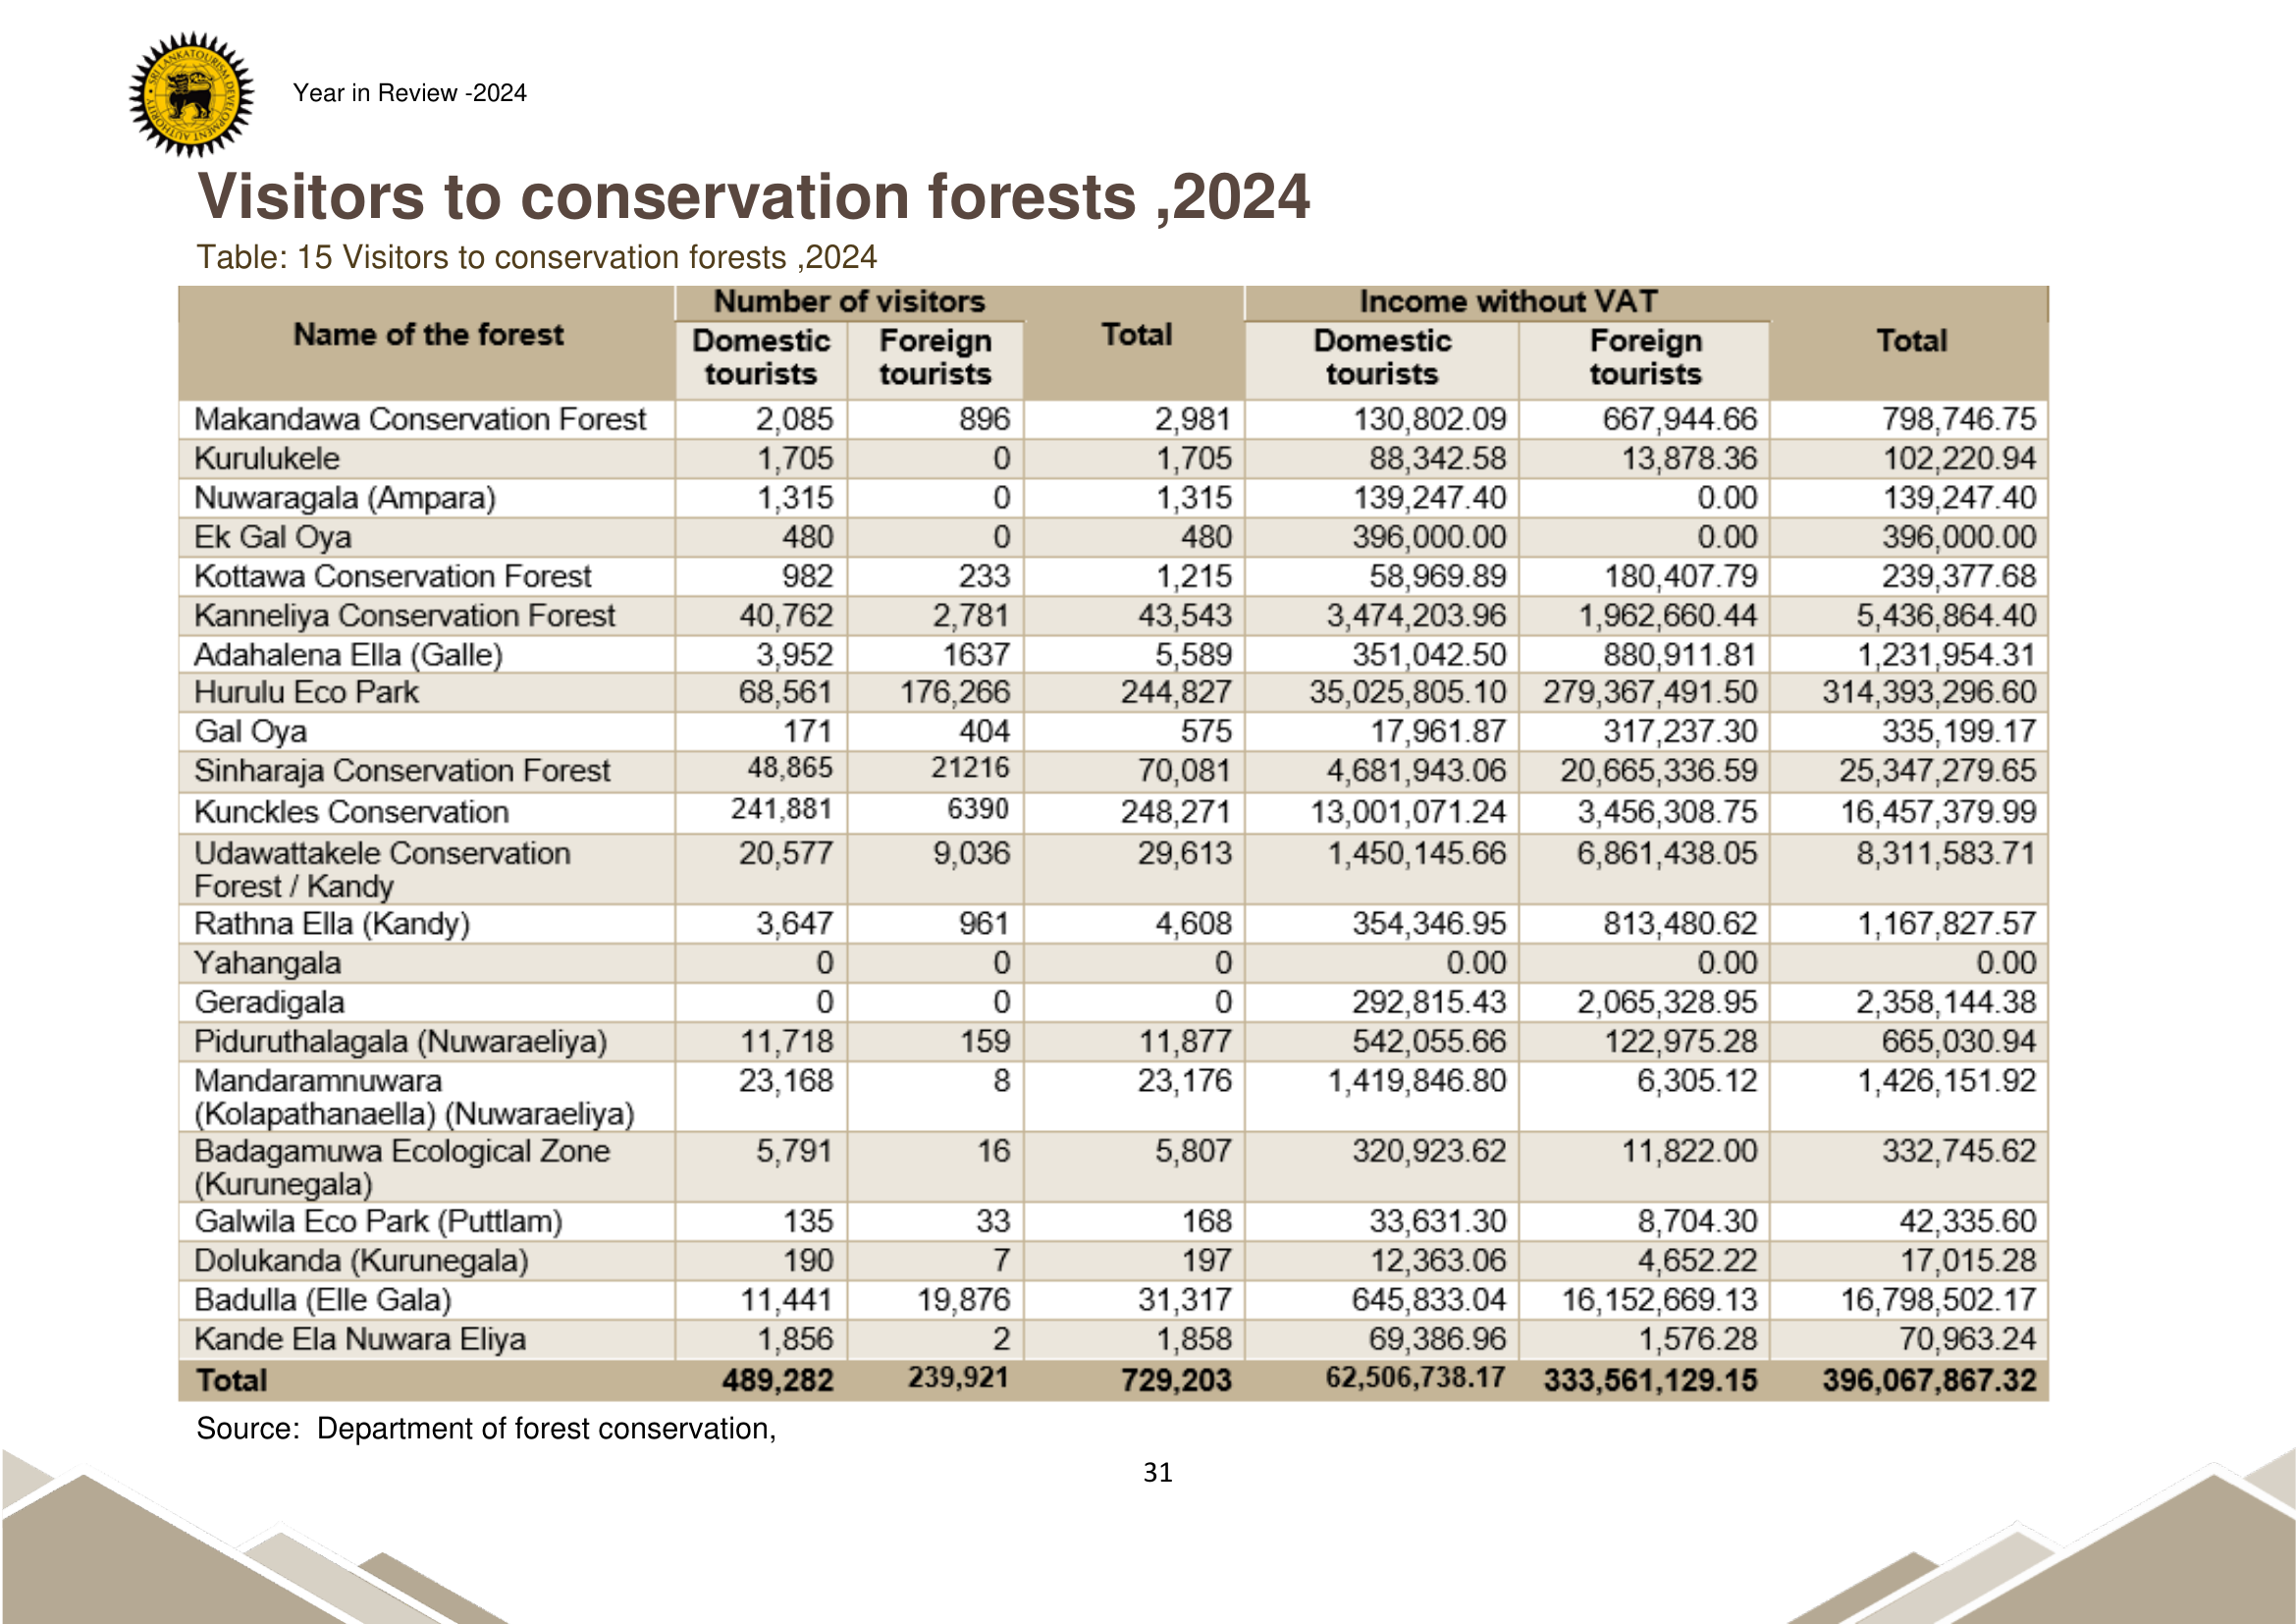 SRI LANKA TOURISM DEVELOPMENT AUTHORITY
Year in Review -2024
Visitors to conservation forests ,2024
Table: 15 Visitors to conservation forests ,2024
Name of the forest Number of visitors Total Income without VAT Total
Domestic tourists Foreign tourists Domestic tourists Foreign tourists
Makandawa Conservation Forest 2,085 896 2,981 130,802.09 667,944.66 798,746.75
Kurulukele 1,705 0 1,705 88,342.58 13,878.36 102,220.94
Nuwaragala (Ampara) 1,315 0 1,315 139,247.40 0.00 139,247.40
Ek Gal Oya 480 0 480 396,000.00 0.00 396,000.00
Kottawa Conservation Forest 982 233 1,215 58,969.89 180,407.79 239,377.68
Kanneliya Conservation Forest 40,762 2,781 43,543 3,474,203.96 1,962,660.44 5,436,864.40
Adahalena Ella (Galle) 3,952 1637 5,589 351,042.50 880,911.81 1,231,954.31
Hurulu Eco Park 68,561 176,266 244,827 35,025,805.10 279,367,491.50 314,393,296.60
Gal Oya 171 404 575 17,961.87 317,237.30 335,199.17
Sinharaja Conservation Forest 48,865 21216 70,081 4,681,943.06 20,665,336.59 25,347,279.65
Kunckles Conservation 241,881 6390 248,271 13,001,071.24 3,456,308.75 16,457,379.99
Udawattakele Conservation 20,577 9,036 29,613 1,450,145.66 6,861,438.05 8,311,583.71
Forest / Kandy
Rathna Ella (Kandy) 3,647 961 4,608 354,346.95 813,480.62 1,167,827.57
Yahangala 0 0 0 0.00 0.00 0.00
Geradigala 0 0 0 292,815.43 2,065,328.95 2,358,144.38
Piduruthalagala (Nuwaraeliya) 11,718 159 11,877 542,055.66 122,975.28 665,030.94
Mandaramnuwara 23,168 8 23,176 1,419,846.80 6,305.12 1,426,151.92
(Kolapathanaella) (Nuwaraeliya)
Badagamuwa Ecological Zone 5,791 16 5,807 320,923.62 11,822.00 332,745.62
(Kurunegala)
Galwila Eco Park (Puttlam) 135 33 168 33,631.30 8,704.30 42,335.60
Dolukanda (Kurunegala) 190 7 197 12,363.06 4,652.22 17,015.28
Badulla (Elle Gala) 11,441 19,876 31,317 645,833.04 16,152,669.13 16,798,502.17
Kande Ela Nuwara Eliya 1,856 2 1,858 69,386.96 1,576.28 70,963.24
Total 489,282 239,921 729,203 62,506,738.17 333,561,129.15 396,067,867.32
Source: Department of forest conservation,
31